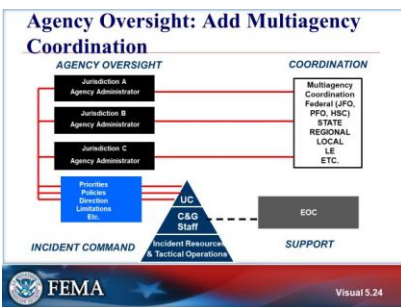 Agency Oversight: Add Multiagency
Coordination
AGENCY OVERSIGHT
COORDINATION
Jurisdiction A
Agency Administrator
Jurisdiction B
Agency Administrator
Jurisdiction C
Agency Administrator
Multiagency
Coordination
Federal (JFO,
PFO, HSC)
STATE
REGIONAL
LOCAL
LE
ETC.
Priorities
Policies
Direction
Limitations
Etc.
UC
C&G
Staff
Incident Resources
& Tactical Operations
EOC
INCIDENT COMMAND
SUPPORT
FEMA
Visual 5.24